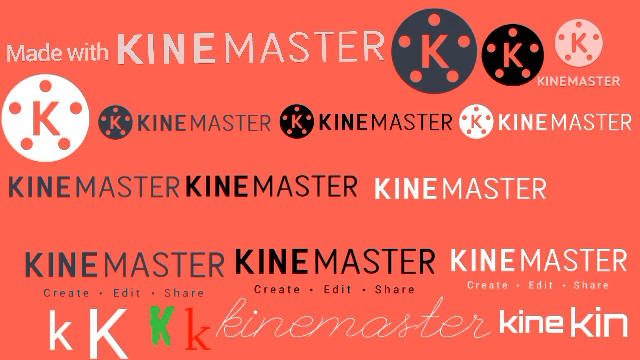 Made with KINEMASTER K K K
KINEMASTER
K K KINEMASTER K KINEMASTER K KINEMASTER
KINEMASTER KINEMASTER KINEMASTER
KINEMASTER KINEMASTER KINEMASTER
Create • Edit • Share Create • Edit • Share Create • Edit • Share
k K K k kinemaster kine kin